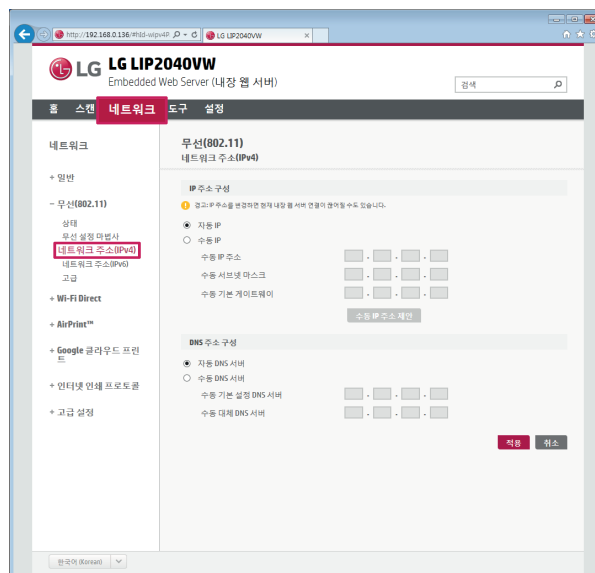 http://192.168.0.136/#hId-wipv4P
LG LIP2040VW
LG
LG LIP2040VW
Embedded Web Server (내장 웹 서버)
검색
홈 스캔 네트워크 도구 설정
네트워크
+ 일반
- 무선(802.11)
상태
무선 설정 마법사
네트워크 주소(IPv4)
네트워크 주소(IPv6)
고급
+ Wi-Fi Direct
+ AirPrint™
+ Google 클라우드 프린
트
+ 인터넷 인쇄 프로토콜
+ 고급 설정
무선(802.11)
네트워크 주소(IPv4)
IP 주소 구성
경고: IP 주소를 변경하면 현재 내장 웹 서버 연결이 끊어질 수도 있습니다.
자동 IP
수동 IP
수동 IP 주소
수동 서브넷 마스크
수동 기본 게이트웨이
수동 IP 주소 제안
DNS 주소 구성
자동 DNS 서버
수동 DNS 서버
수동 기본 설정 DNS 서버
수동 대체 DNS 서버
적용 취소
한국어 (Korean)